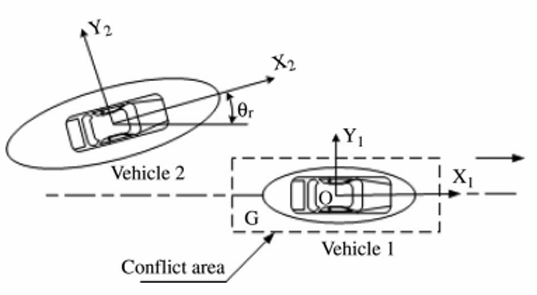 Y2
X2
θr
Vehicle 2
Y1
X1
O
G
Vehicle 1
Conflict area